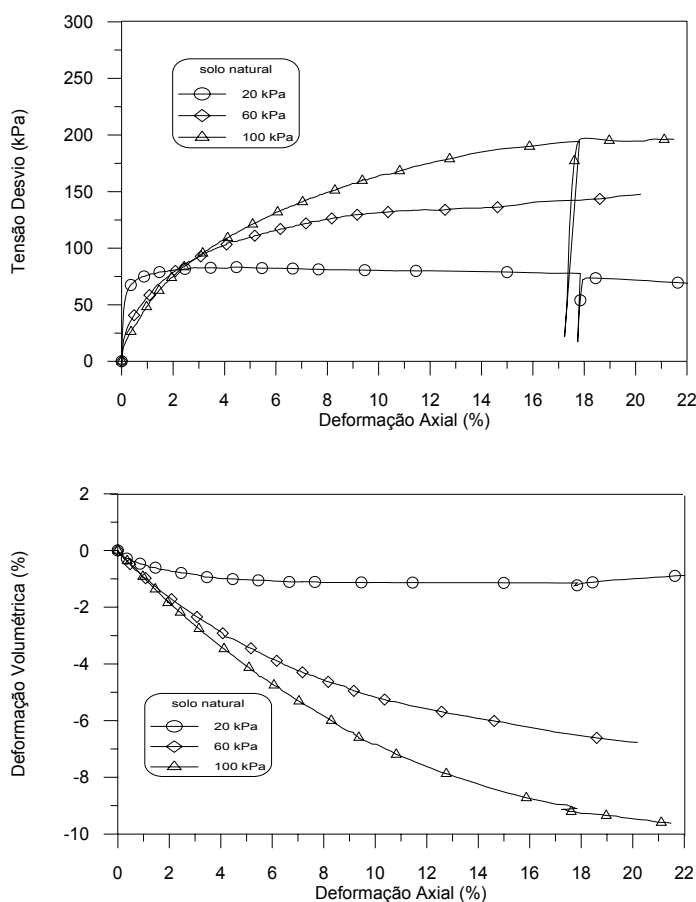 300
250
200
150
100
50
0
Tensão Desvio (kPa)
solo natural
20 kPa
60 kPa
100 kPa
0 2 4 6 8 10 12 14 16 18 20 22
Deformação Axial (%)
2
0
-2
-4
-6
-8
-10
Deformação Volumétrica (%)
solo natural
20 kPa
60 kPa
100 kPa
0 2 4 6 8 10 12 14 16 18 20 22
Deformação Axial (%)